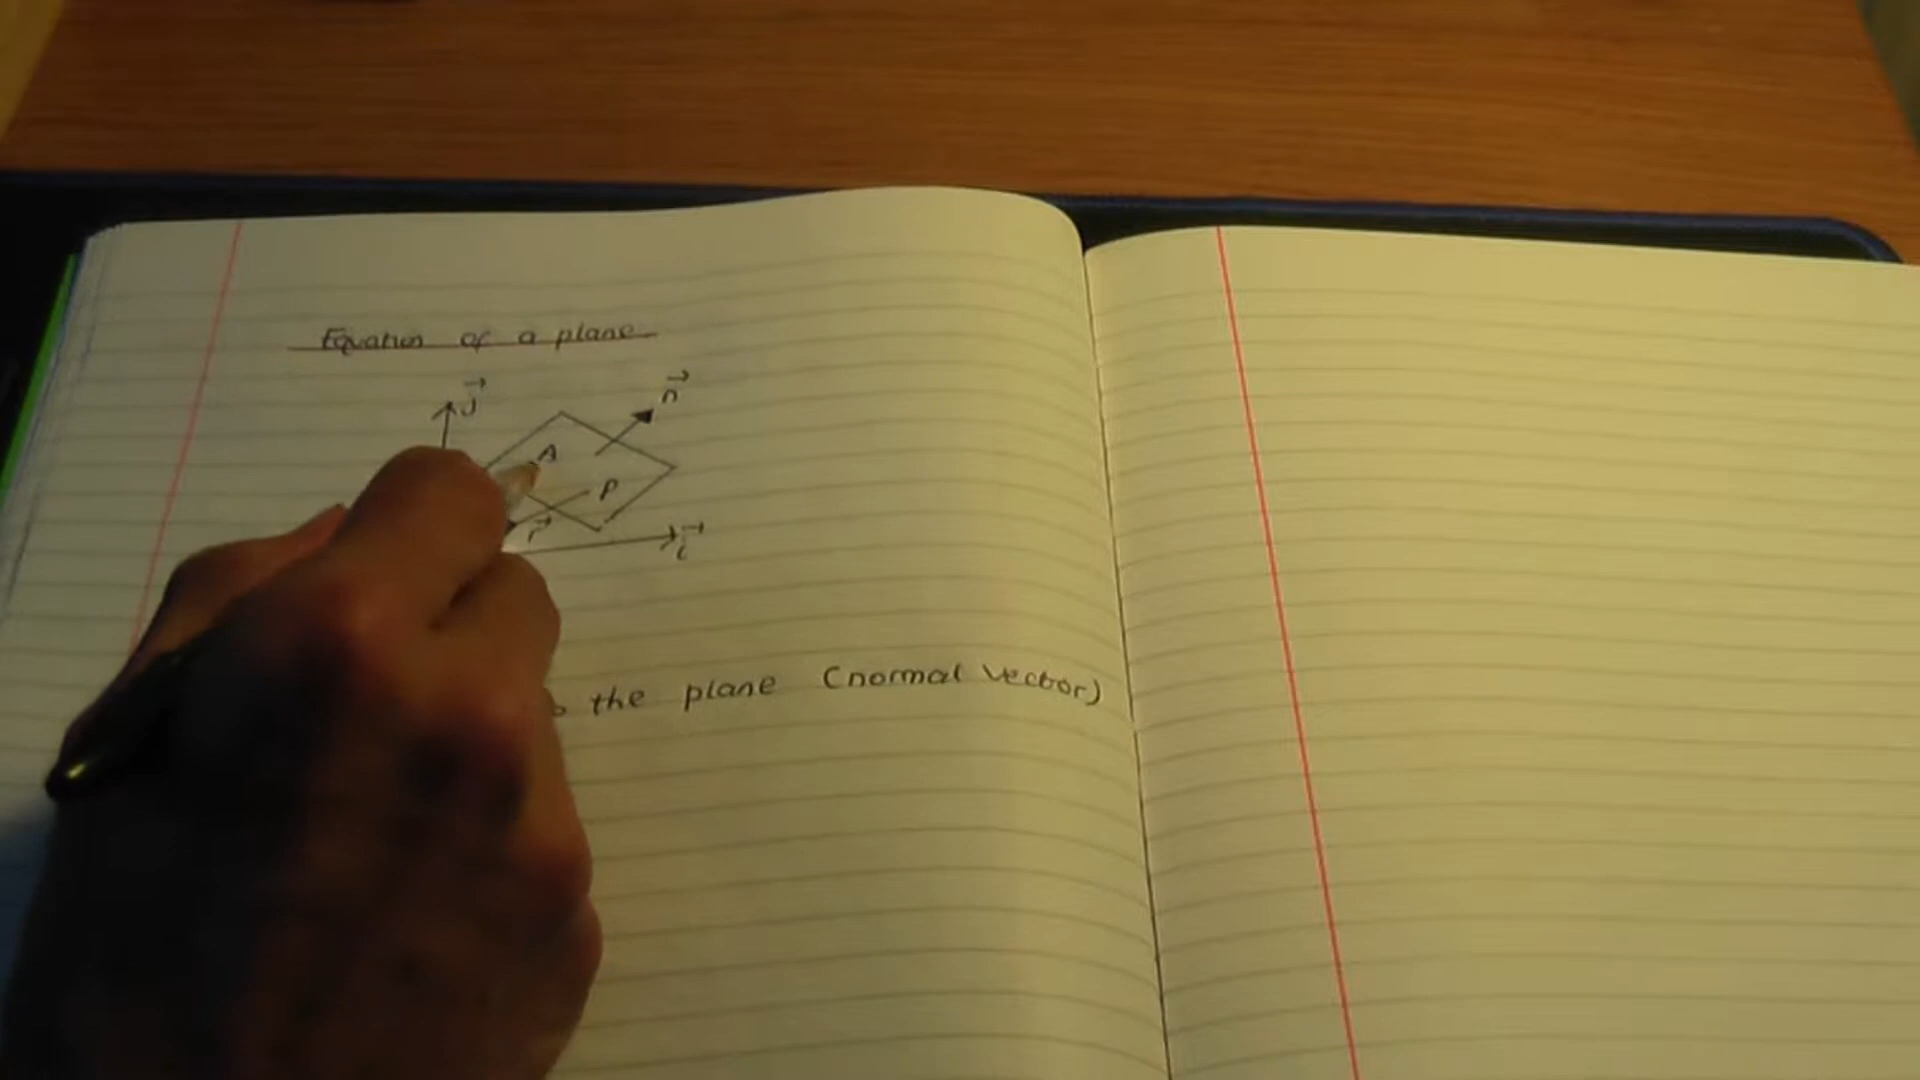 Equation of a plane
j
n
A
P
r
i
the plane (normal vector)